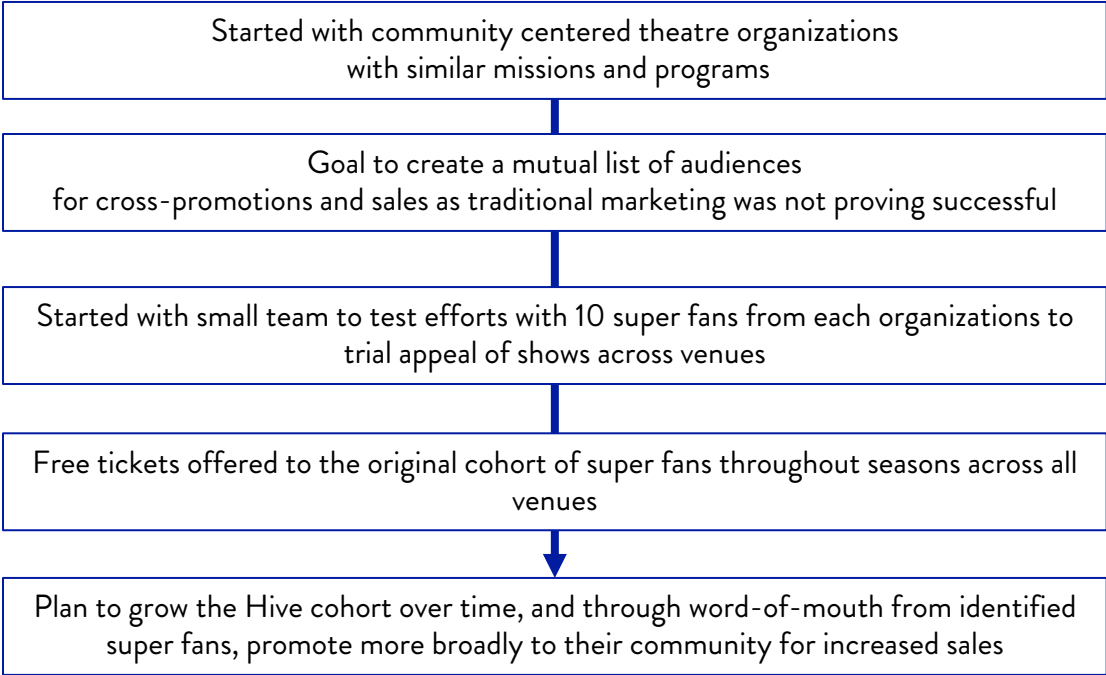 Started with community centered theatre organizations
with similar missions and programs
Goal to create a mutual list of audiences
for cross-promotions and sales as traditional marketing was not proving successful
Started with small team to test efforts with 10 super fans from each organizations to
trial appeal of shows across venues
Free tickets offered to the original cohort of super fans throughout seasons across all
venues
Plan to grow the Hive cohort over time, and through word-of-mouth from identified
super fans, promote more broadly to their community for increased sales